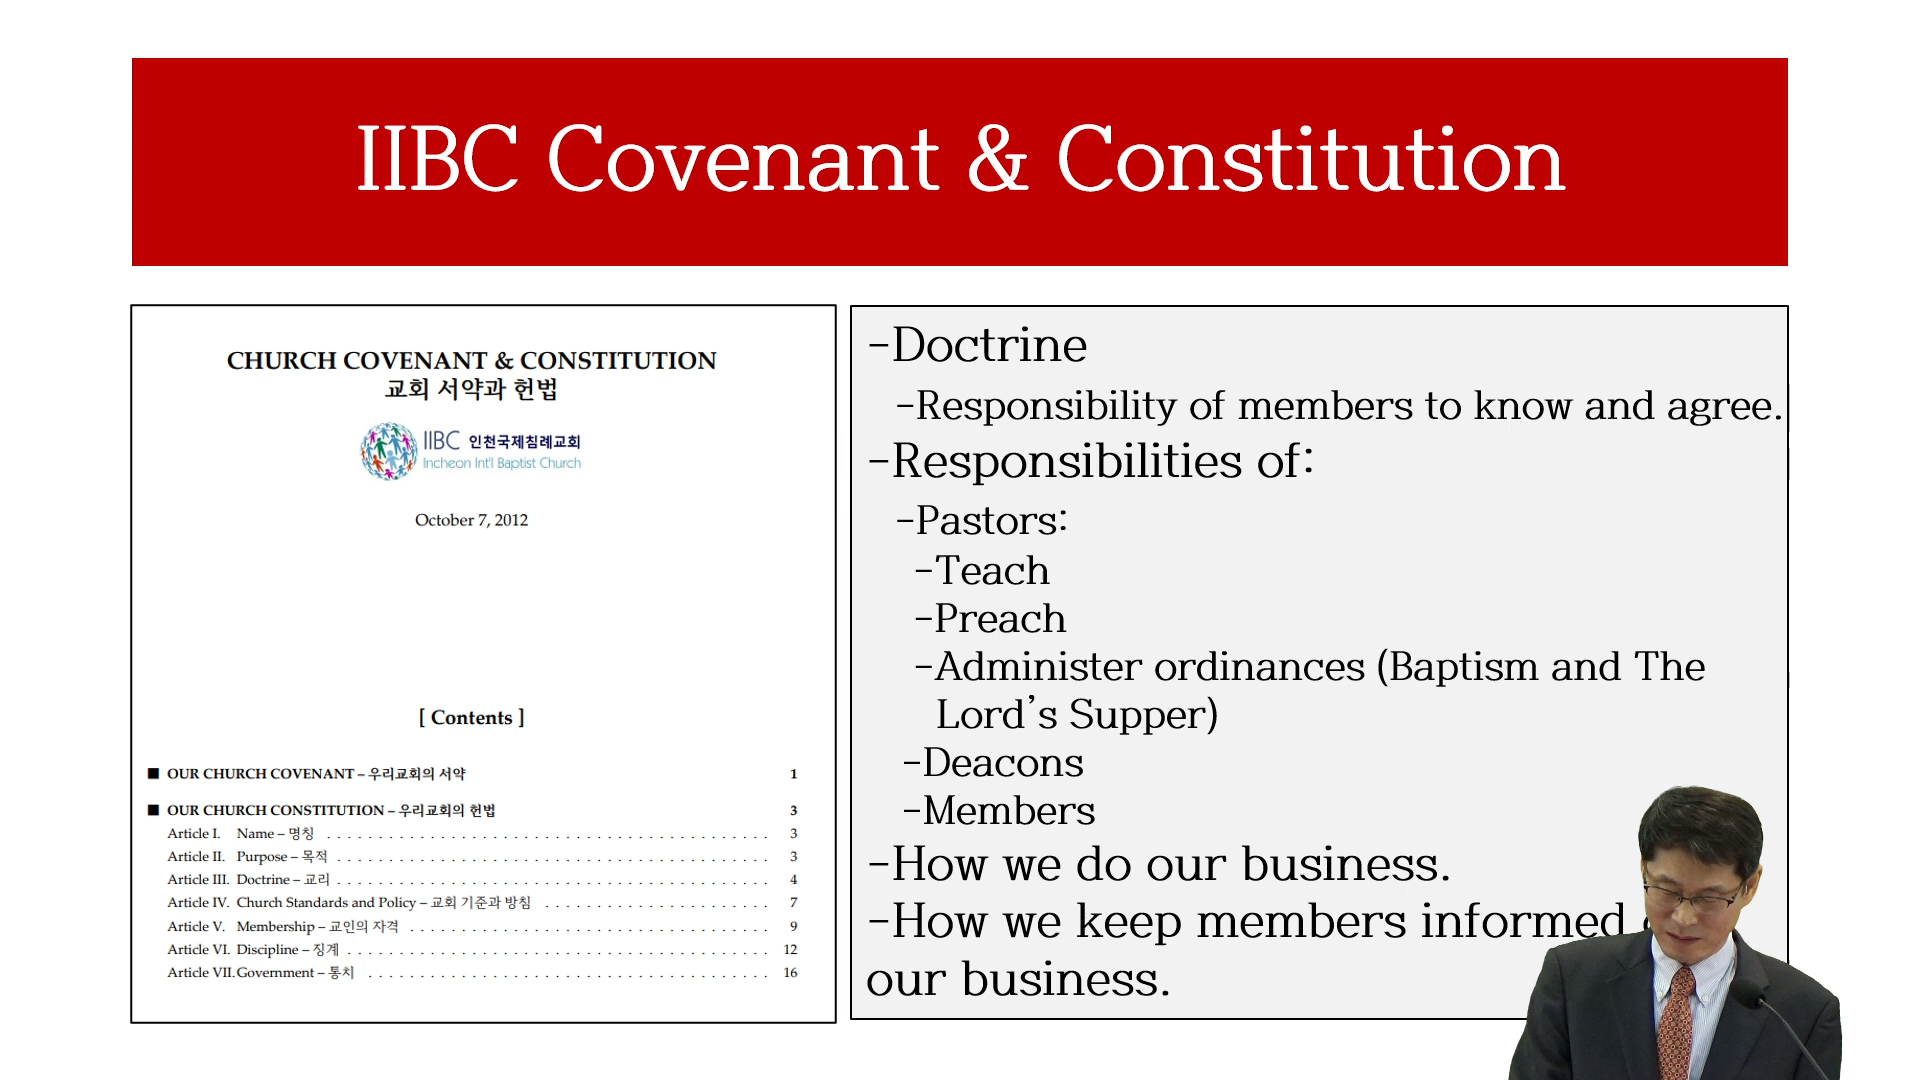 IIBC Covenant & Constitution
CHURCH COVENANT & CONSTITUTION
교회 서약과 헌법
IIBC 인천국제침례교회
Incheon Int'l Baptist Church
October 7, 2012
[ Contents ]
■ OUR CHURCH COVENANT – 우리교회의 서약 1
■ OUR CHURCH CONSTITUTION – 우리교회의 헌법 3
Article I. Name – 명칭 3
Article II. Purpose – 목적 3
Article III. Doctrine – 교리 4
Article IV. Church Standards and Policy – 교회 기준과 방침 7
Article V. Membership – 교인의 자격 9
Article VI. Discipline – 징계 12
Article VII. Government – 통치 16
-Doctrine
-Responsibility of members to know and agree.
-Responsibilities of:
-Pastors:
-Teach
-Preach
-Administer ordinances (Baptism and The
Lord's Supper)
-Deacons
-Members
-How we do our business.
-How we keep members informed
our business.